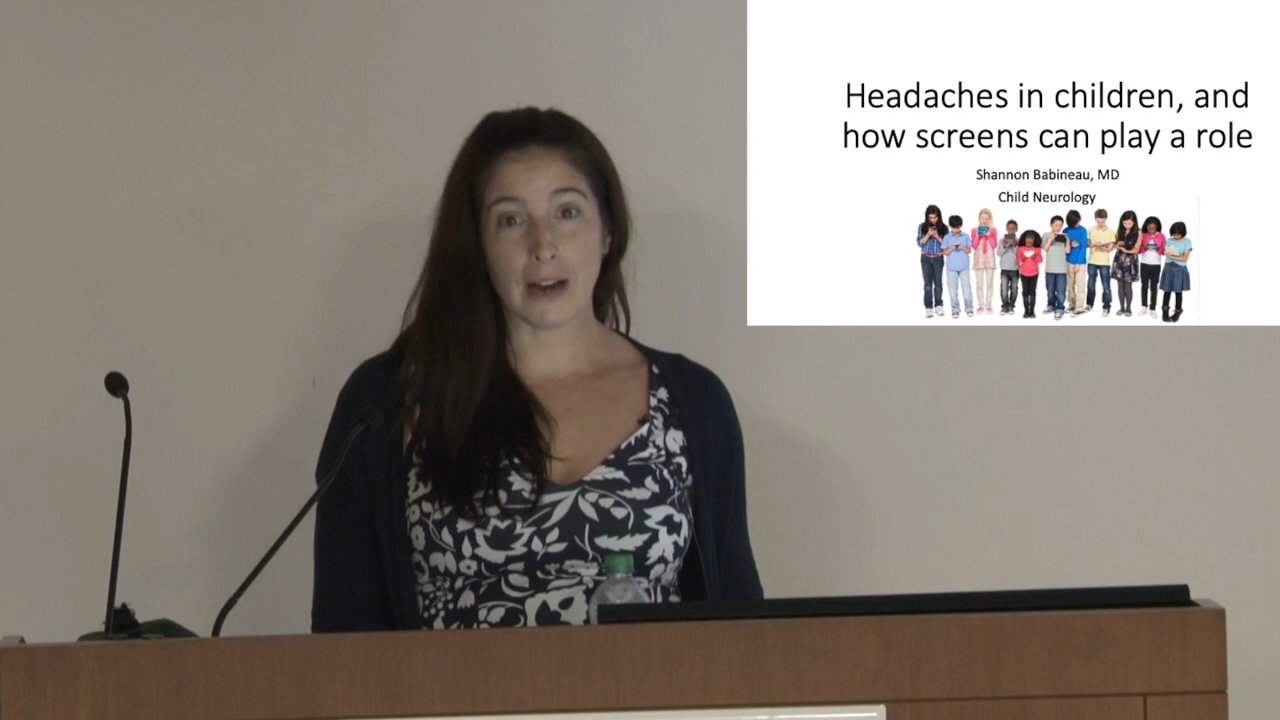 Headaches in children, and
how screens can play a role
Shannon Babineau, MD
Child Neurology